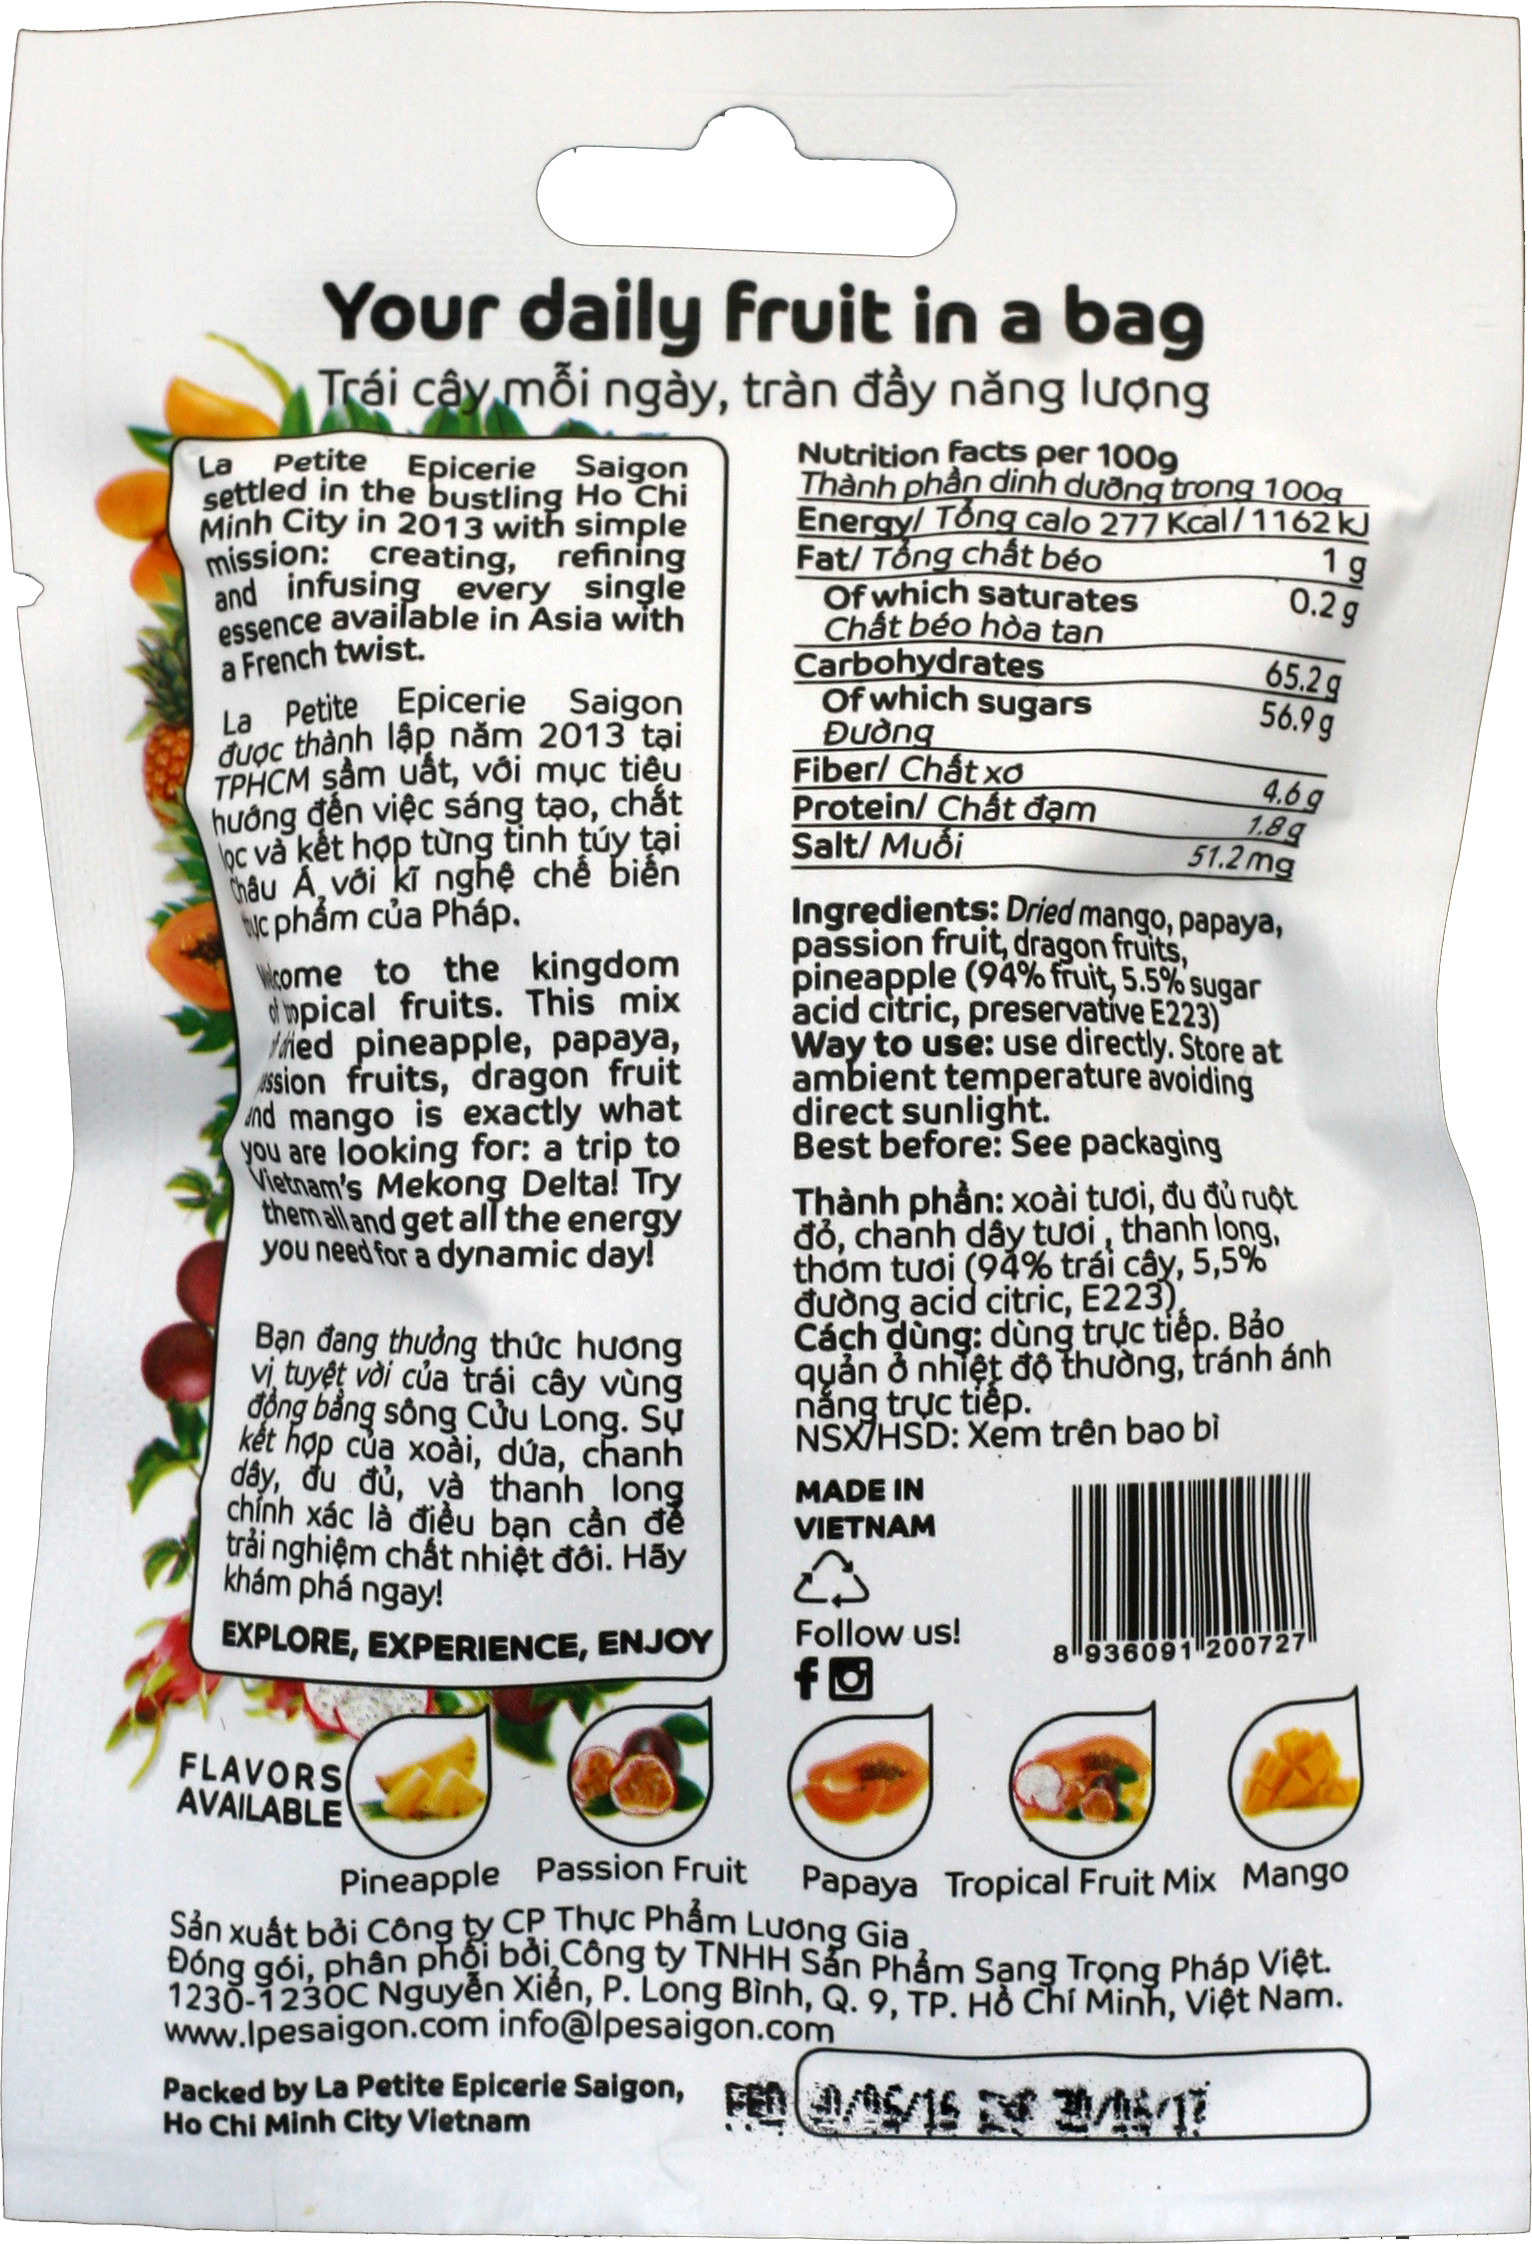 Your daily fruit in a bag
Trái cây mỗi ngày, tràn đầy năng lượng
La Petite Epicerie Saigon
settled in the bustling Ho Chi
Minh City in 2013 with simple
mission: creating, refining
and infusing every single
essence available in Asia with
a French twist.
La Petite Epicerie Saigon
được thành lập năm 2013 tại
TPHCM sầm uất, với mục tiêu
hướng đến việc sáng tạo, chắt
lọc và kết hợp từng tinh túy tại
Châu Á với kĩ nghệ chế biến
phẩm của Pháp.
to the kingdom
fruits. This mix
pineapple, papaya,
fruits, dragon fruit
and mango is exactly what
you are looking for: a trip to
Vietnam's Mekong Delta! Try
them all and get all the energy
you need for a dynamic day!
Bạn đang thưởng thức hương
vị tuyệt vời của trái cây vùng
đồng bằng sông Cửu Long. Sự
kết hợp của xoài, dứa, chanh
dây, đu đủ, và thanh long
chính xác là điều bạn cần để
trải nghiệm chất nhiệt đới. Hãy
khám phá ngay!
EXPLORE, EXPERIENCE, ENJOY
Nutrition facts per 100g
Thành phần dinh dưỡng trong 100g
Energy/ Tổng calo 277 Kcal / 1162 kJ
Fat/ Tổng chất béo 1 g
Of which saturates 0.2 g
Chất béo hòa tan
Carbohydrates 65.2 g
Of which sugars 56.9 g
Đường
Fiber/ Chất xơ 4.6 g
Protein/ Chất đạm 1.8 g
Salt/ Muối 51.2 mg
Ingredients: Dried mango, papaya,
passion fruit, dragon fruits,
pineapple (94% fruit, 5.5% sugar
acid citric, preservative E223)
Way to use: use directly. Store at
ambient temperature avoiding
direct sunlight.
Best before: See packaging
Thành phần: xoài tươi, đu đủ ruột
đỏ, chanh dây tươi , thanh long,
thơm tươi (94% trái cây, 5,5%
đường acid citric, E223)
Cách dùng: dùng trực tiếp. Bảo
quản ở nhiệt độ thường, tránh ánh
nắng trực tiếp.
NSX/HSD: Xem trên bao bì
MADE IN
VIETNAM
Follow us!
8 936091 200727
FLAVORS
AVAILABLE
Pineapple Passion Fruit Papaya Tropical Fruit Mix Mango
Sản xuất bởi Công ty CP Thực Phẩm Lương Gia
Đóng gói, phân phối bởi Công ty TNHH Sản Phẩm Sang Trọng Pháp Việt.
1230-1230C Nguyễn Xiển, P. Long Bình, Q. 9, TP. Hồ Chí Minh, Việt Nam.
www.lpesaigon.com info@lpesaigon.com
Packed by La Petite Epicerie Saigon,
Ho Chi Minh City Vietnam